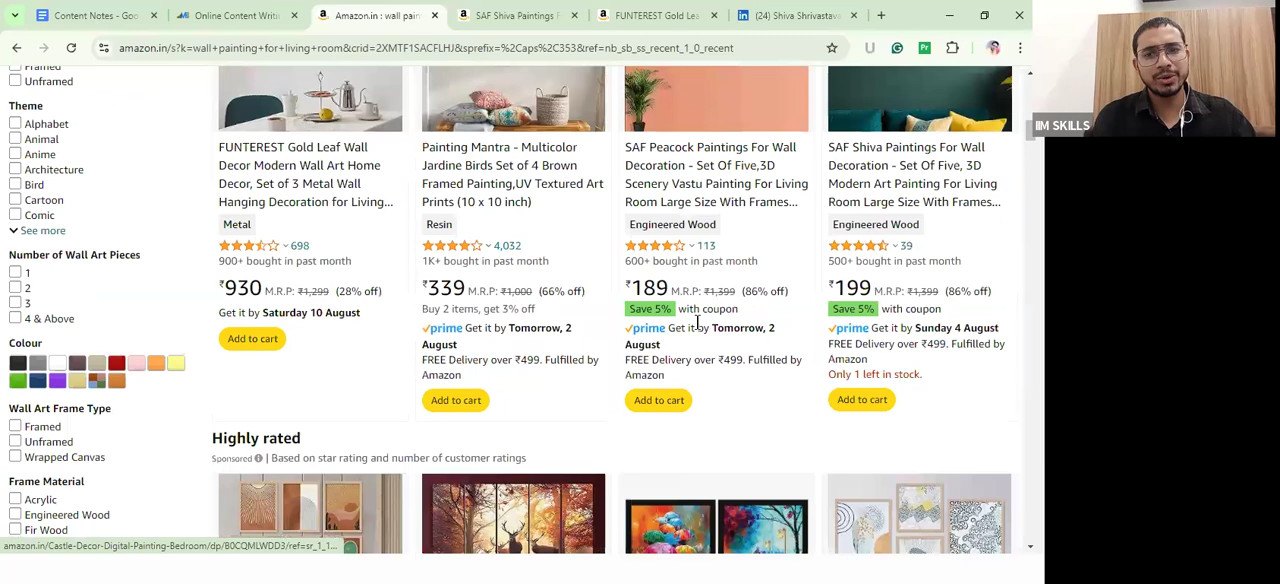 Content Notes - Goo
Online Content Writi
Amazon.in : wall pain
SAF Shiva Paintings F
FUNTEREST Gold Lea
(24) Shiva Shrivastava
amazon.in/s?k=wall+painting+for+living+room&crid=2XMTF1SACFLHJ&sprefix=%2Caps%2C353&ref=nb_sb_ss_recent_1_0_recent
Framed
Unframed
Theme
Alphabet
Animal
Anime
Architecture
Bird
Cartoon
Comic
See more
Number of Wall Art Pieces
1
2
3
4 & Above
Colour
Wall Art Frame Type
Framed
Unframed
Wrapped Canvas
Frame Material
Acrylic
Engineered Wood
Fir Wood
amazon.in/Castle-Decor-Digital-Painting-Bedroom/dp/B0CQMLWDD3/ref=sr_1_1...
FUNTEREST Gold Leaf Wall
Decor Modern Wall Art Home
Decor, Set of 3 Metal Wall
Hanging Decoration for Living...
Metal
698
900+ bought in past month
₹930 M.R.P: ₹1,299 (28% off)
Get it by Saturday 10 August
Add to cart
Painting Mantra - Multicolor
Jardine Birds Set of 4 Brown
Framed Painting,UV Textured Art
Prints (10 x 10 inch)
Resin
4,032
1K+ bought in past month
₹339 M.R.P: ₹1,000 (66% off)
Buy 2 items, get 3% off
prime Get it by Tomorrow, 2
August
FREE Delivery over ₹499. Fulfilled by
Amazon
Add to cart
SAF Peacock Paintings For Wall
Decoration - Set Of Five,3D
Scenery Vastu Painting For Living
Room Large Size With Frames...
Engineered Wood
113
600+ bought in past month
₹189 M.R.P: ₹1,399 (86% off)
Save 5% with coupon
prime Get it by Tomorrow, 2
August
FREE Delivery over ₹499. Fulfilled by
Amazon
Add to cart
SAF Shiva Paintings For Wall
Decoration - Set Of Five, 3D
Modern Art Painting For Living
Room Large Size With Frames...
Engineered Wood
39
500+ bought in past month
₹199 M.R.P: ₹1,399 (86% off)
Save 5% with coupon
prime Get it by Sunday 4 August
FREE Delivery over ₹499. Fulfilled by
Amazon
Only 1 left in stock.
Add to cart
Highly rated
Sponsored | Based on star rating and number of customer ratings
IIM SKILLS